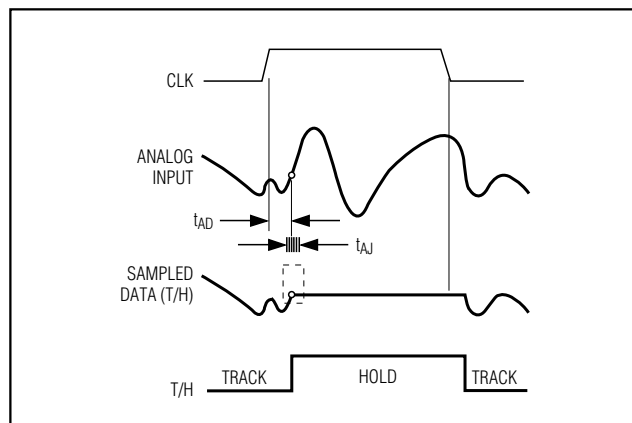 CLK
ANALOG
INPUT
tAD
tAJ
SAMPLED
DATA (T/H)
T/H
TRACK
HOLD
TRACK